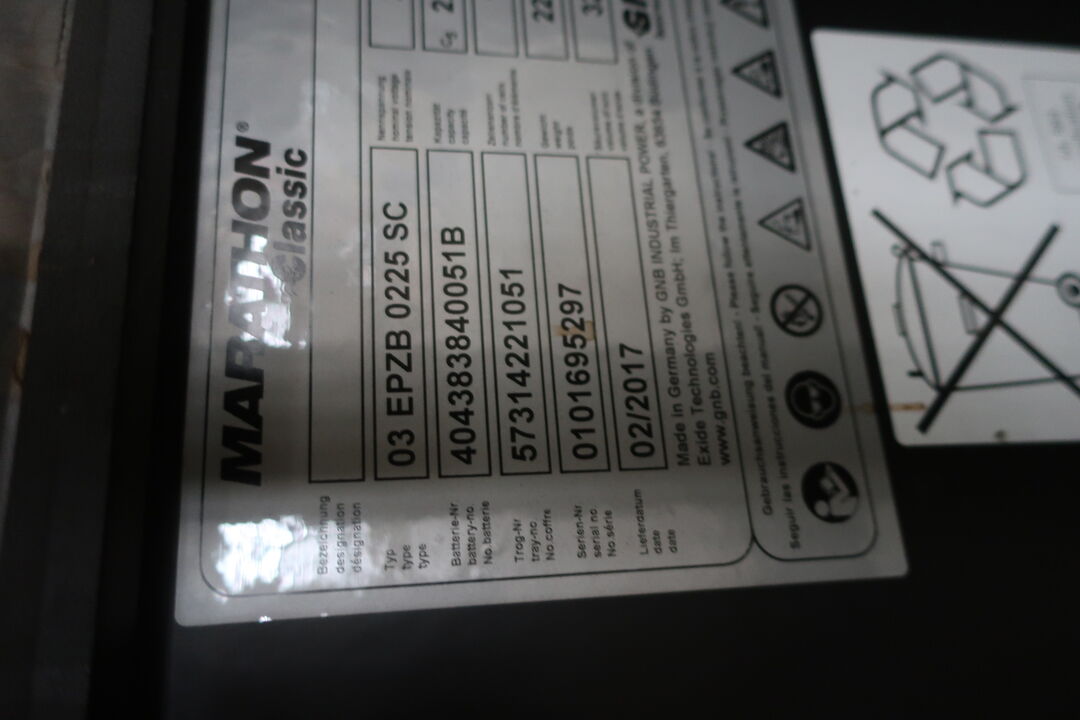 MARATHON®
Classic
Bezeichnung
designation
désignation
Typ
type
type
03 EPZB 0225 SC
Nennspannung
nominal voltage
tension nominale
Batterie-Nr.
battery-no.
No.batterie
40438384 0051B
Kapazität
capacity
capacité
C5 2
Trog-Nr
tray-no
No.coffre
57314221051
Zellenanzahl
number of cells
Serien-Nr
serial no.
No.série
0101695297
Gewicht
weight
poids
22
Lieferdatum
date
date
02/2017
32
Made in Germany by GNB INDUSTRIAL POWER, a division of
Exide Technologies GmbH; Im Thiergarten, 63654 Büdingen
www.gnb.com
Gebrauchsanweisung beachten! - Please follow the instructions!
Seguir las instrucciones del manual! -